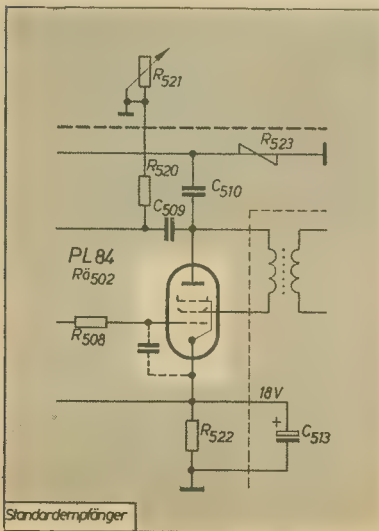 R521
R523
R520
C510
C509
PL84
Rö502
R508
18V
+
R522
C513
Standardempfänger